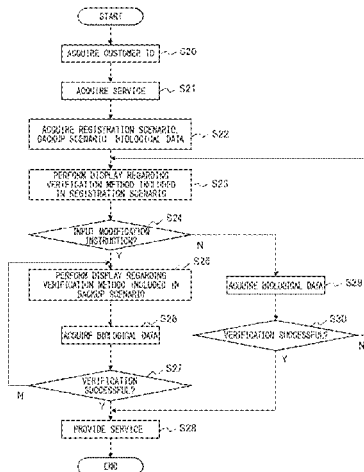 START
ACQUIRE CUSTOMER ID
S20
ACQUIRE SERVICE
S21
ACQUIRE REGISTRATION SCENARIO,
BACKUP SCENARIO, BIOLOGICAL DATA
S22
PERFORM DISPLAY REGARDING
VERIFICATION METHOD INCLUDED
IN REGISTRATION SCENARIO
S23
S24
INPUT MODIFICATION
INSTRUCTION?
N
Y
S25
PERFORM DISPLAY REGARDING
VERIFICATION METHOD INCLUDED IN
BACKUP SCENARIO
S26
ACQUIRE BIOLOGICAL DATA
S27
VERIFICATION
SUCCESSFUL?
N
Y
S29
ACQUIRE BIOLOGICAL DATA
S30
VERIFICATION SUCCESSFUL?
N
Y
PROVIDE SERVICE
S28
END